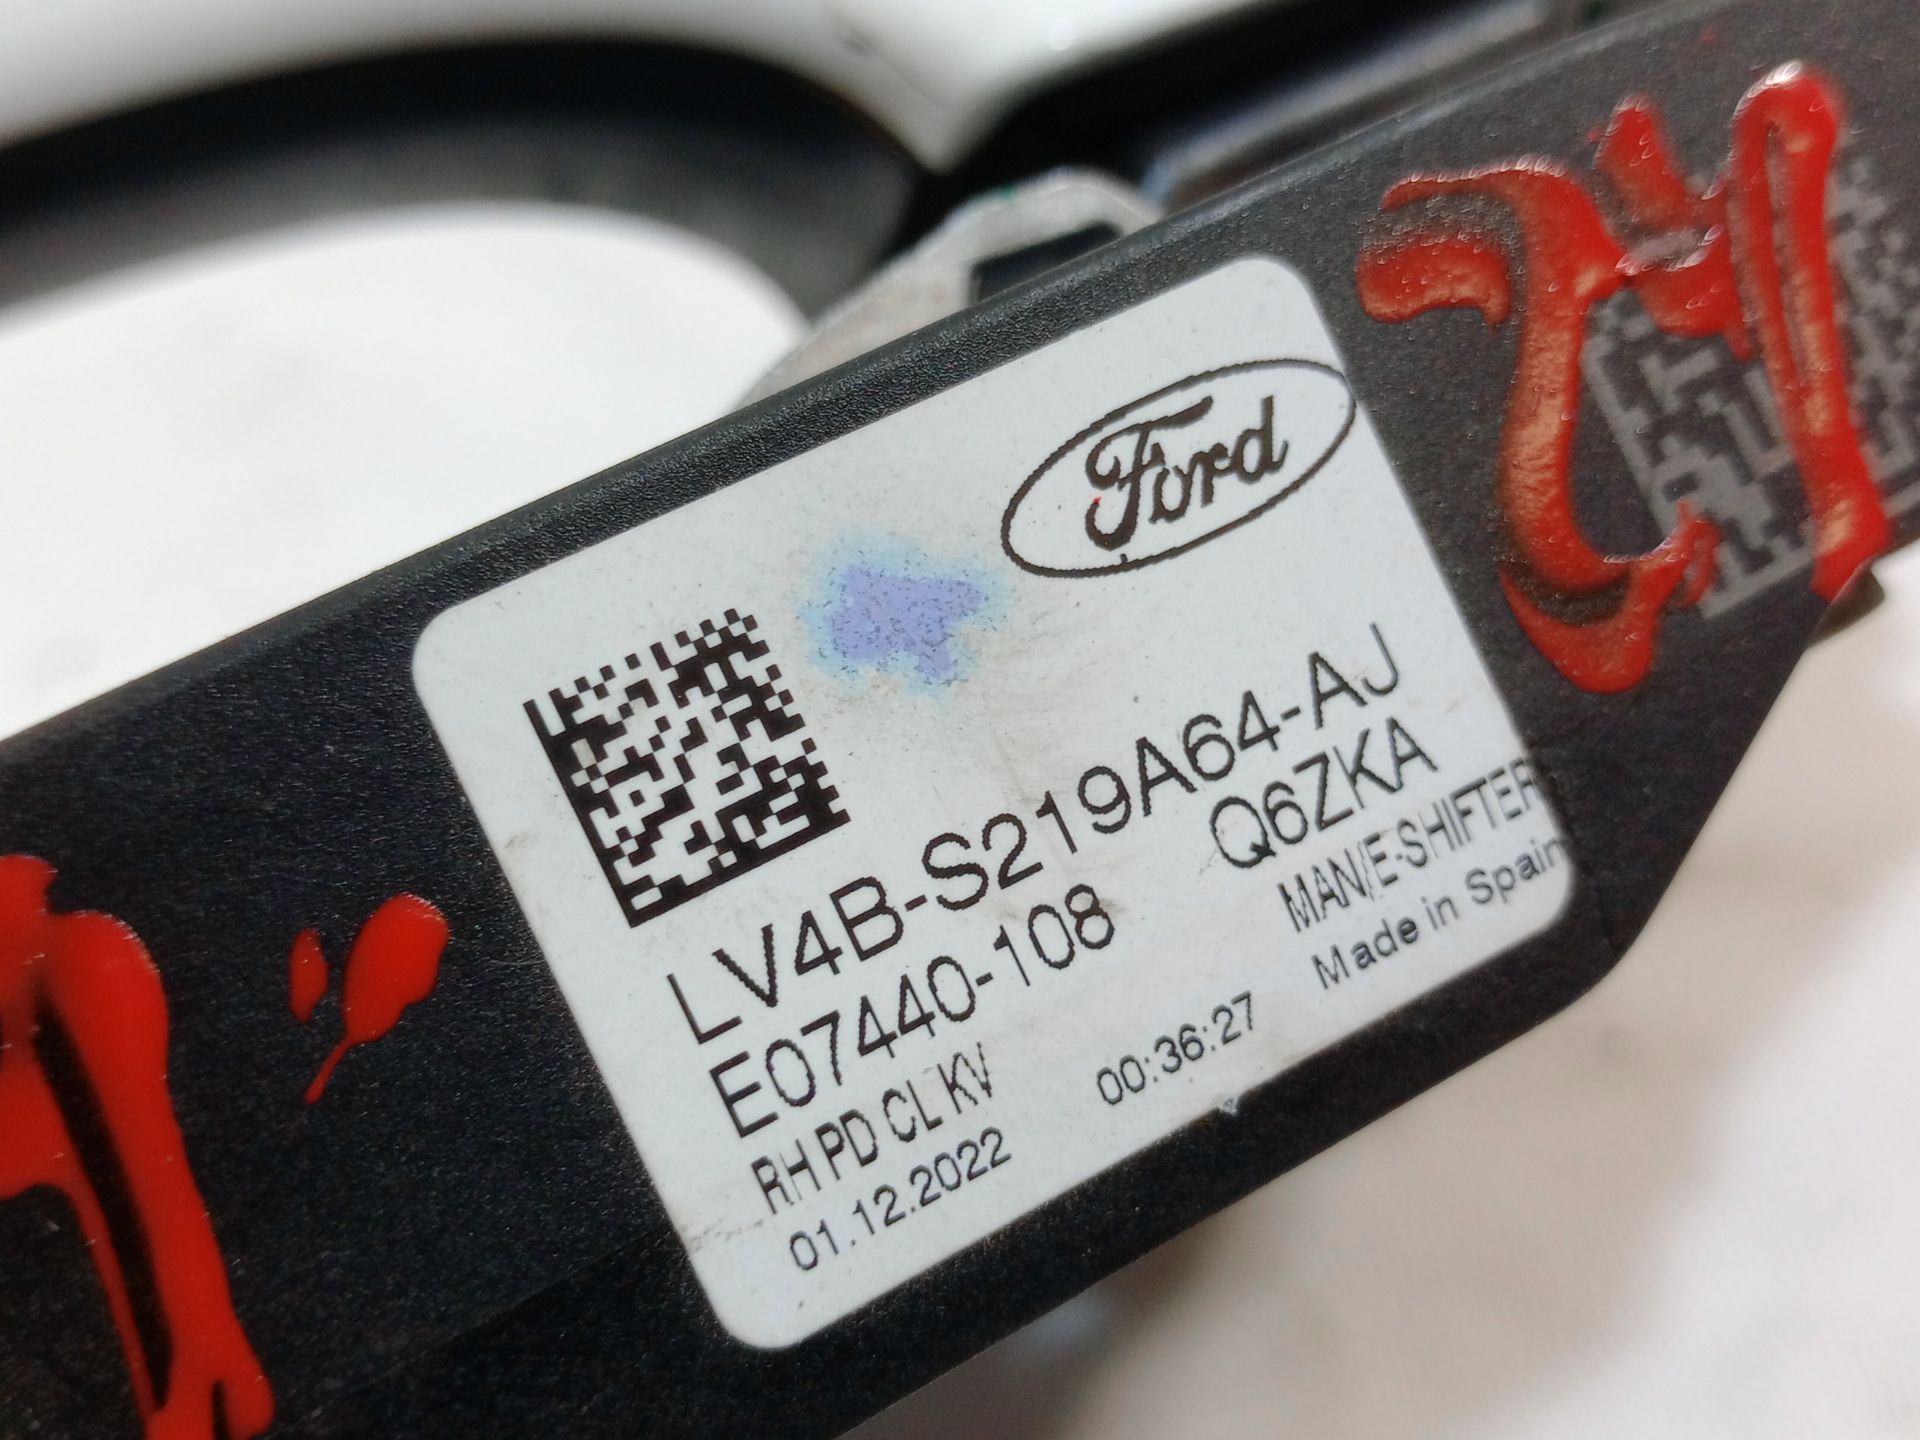 Ford
LV4B-S219A64-AJ
E07440-108 Q6ZKA
RH PD CL KV MAN/E-SHIFTER
01.12.2022 00:36:27 Made in Spain